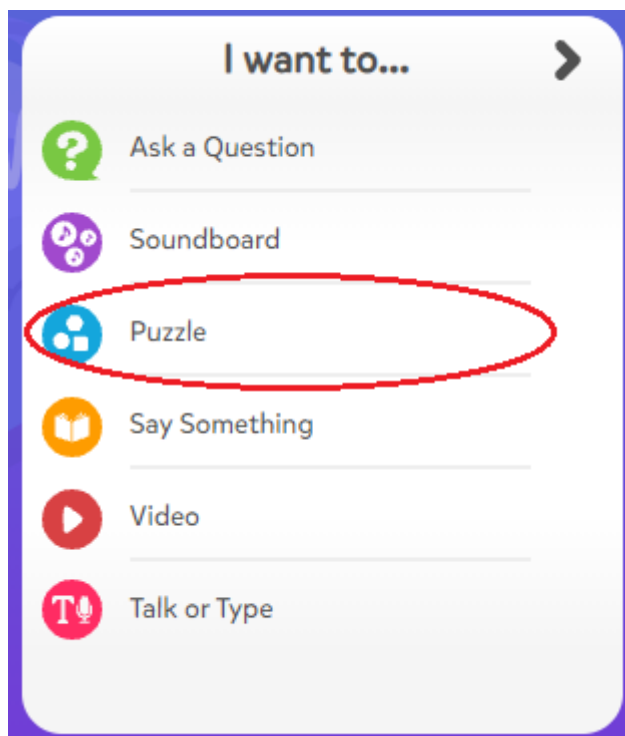 I want to...
Ask a Question
Soundboard
Puzzle
Say Something
Video
Talk or Type